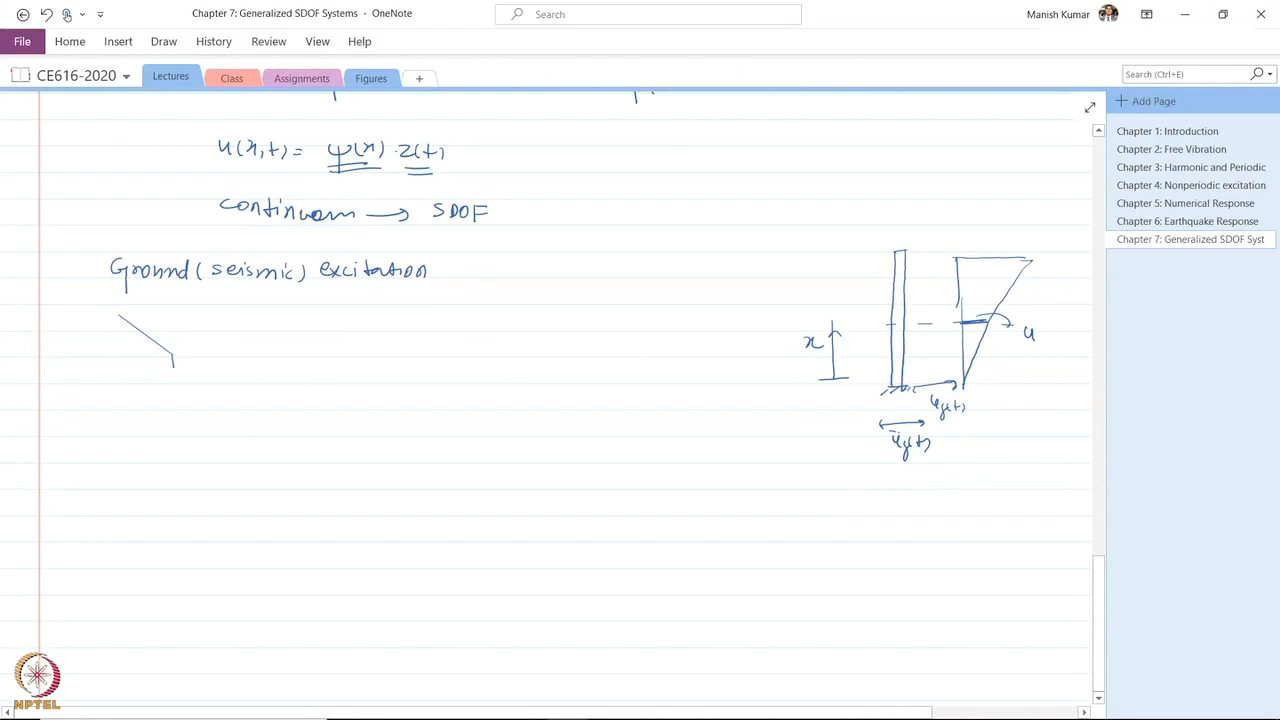 Chapter 7: Generalized SDOF Systems - OneNote
Search
Manish Kumar
File Home Insert Draw History Review View Help
CE616-2020
Lectures
Class
Assignments
Figures
+
Search (Ctrl+E)
Add Page
Chapter 1: Introduction
Chapter 2: Free Vibration
Chapter 3: Harmonic and Periodic
Chapter 4: Nonperiodic excitation
Chapter 5: Numerical Response
Chapter 6: Earthquake Response
Chapter 7: Generalized SDOF Syst
u(x,t) = ψ(x) . z(t)
continuum → SDOF
Ground (seismic) excitation
x
u
u_g(t)
ü_g(t)
NPTEL